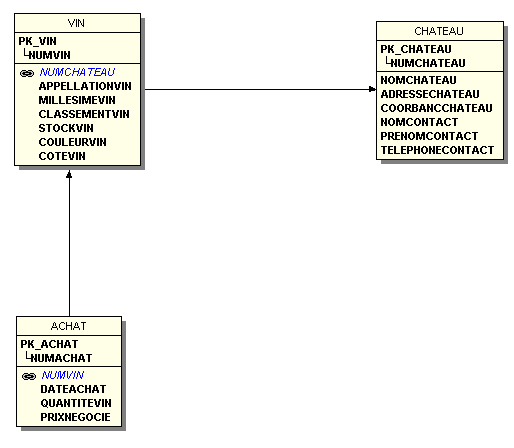 VIN
PK_VIN
NUMVIN
NUMCHATEAU
APPELLATIONVIN
MILLESIMEVIN
CLASSEMENTVIN
STOCKVIN
COULEURVIN
COTEVIN
CHATEAU
PK_CHATEAU
NUMCHATEAU
NOMCHATEAU
ADRESSECHATEAU
COORBANCCHATEAU
NOMCONTACT
PRENOMCONTACT
TELEPHONECONTACT
ACHAT
PK_ACHAT
NUMACHAT
NUMVIN
DATEACHAT
QUANTITEVIN
PRIXNEGOCIE